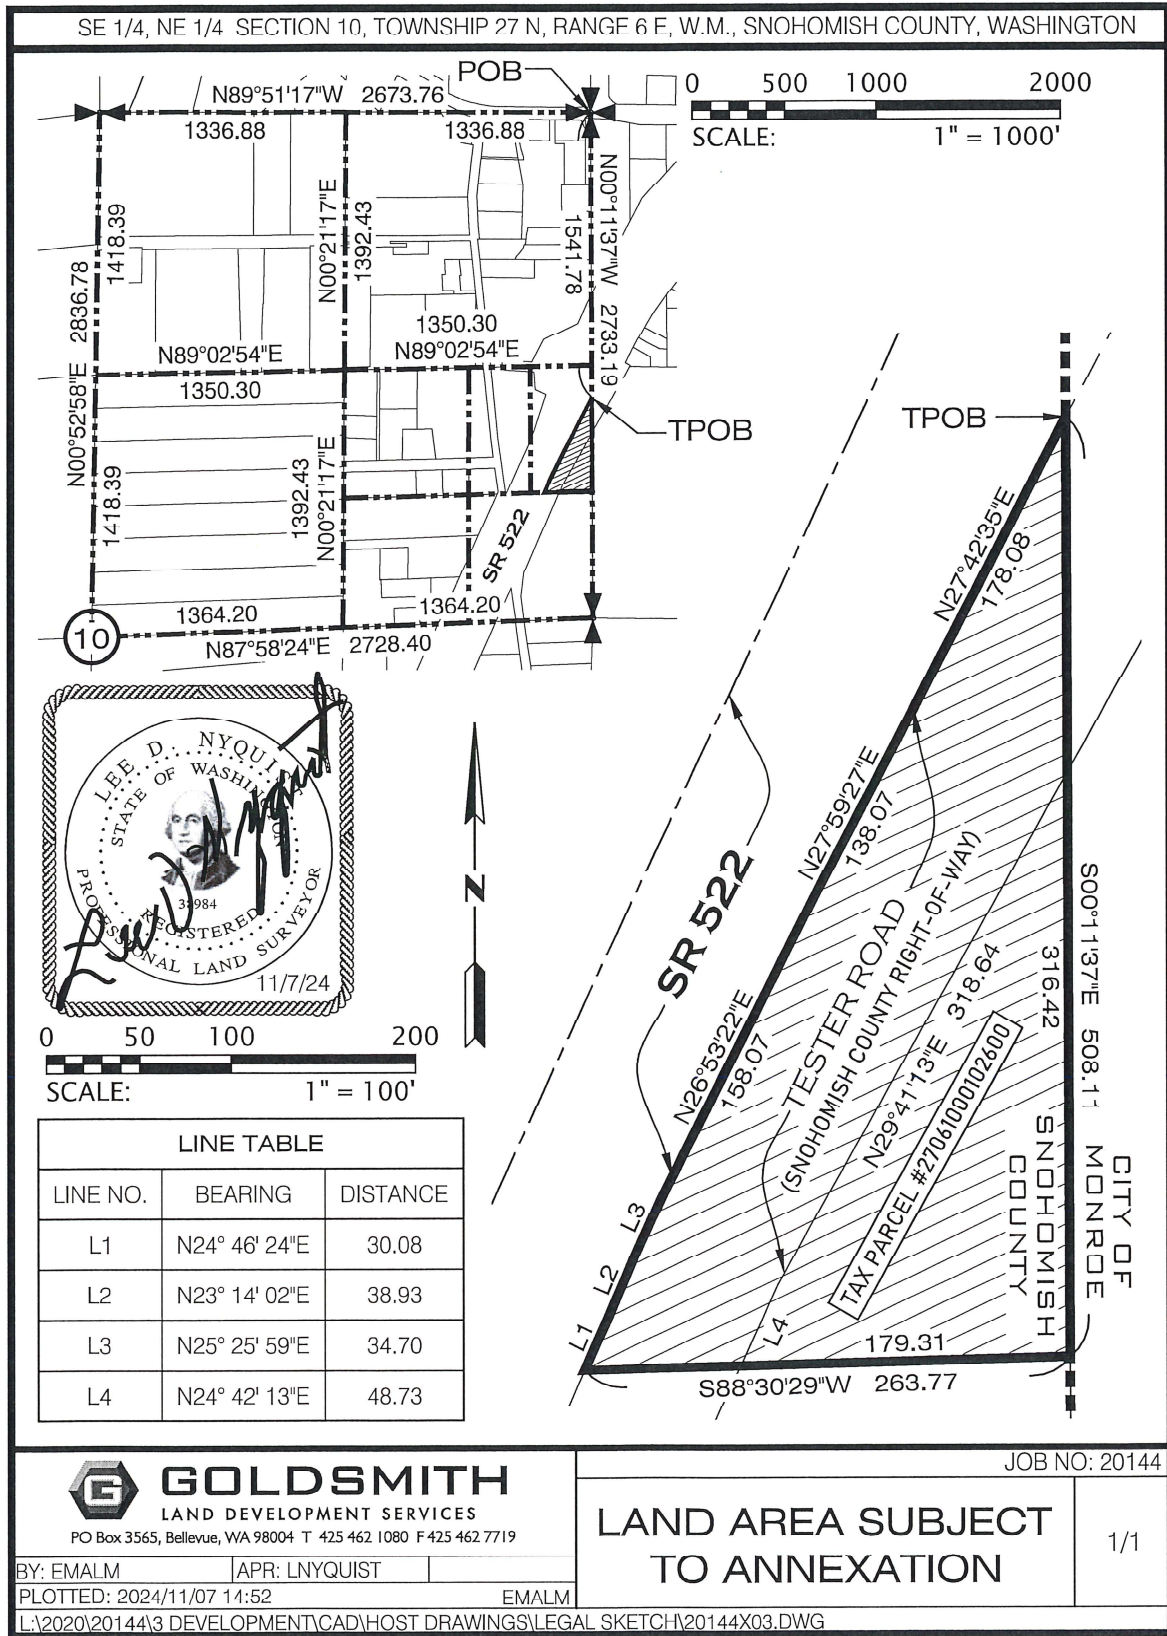 SE 1/4, NE 1/4 SECTION 10, TOWNSHIP 27 N, RANGE 6 E, W.M., SNOHOMISH COUNTY, WASHINGTON
POB
N89°51'17"W 2673.76
1336.88
1336.88
0 500 1000 2000
SCALE: 1" = 1000'
N00°11'37"W 2733.19
1541.78
N00°21'17"E
1392.43
1418.39
N00°52'58"E 2836.78
1350.30
N89°02'54"E
N89°02'54"E
1350.30
TPOB
1418.39
1392.43
N00°21'17"E
SR 522
1364.20
1364.20
10
N87°58'24"E 2728.40
TPOB
N27°42'35"E
178.08
N27°59'27"E
138.07
SR 522
N26°53'22"E
158.07
TESTER ROAD
(SNOHOMISH COUNTY RIGHT-OF-WAY)
N29°41'13"E 318.64
TAX PARCEL #27061000102600
316.42
S00°11'37"E 508.11
SNOHOMISH
COUNTY
CITY OF
MONROE
L3
L2
L1
L4
179.31
S88°30'29"W 263.77
LEE D. NYQUIST
STATE OF WASHINGTON
REGISTERED
PROFESSIONAL LAND SURVEYOR
11/7/24
N
0 50 100 200
SCALE: 1" = 100'
LINE TABLE
LINE NO. BEARING DISTANCE
L1 N24° 46' 24"E 30.08
L2 N23° 14' 02"E 38.93
L3 N25° 25' 59"E 34.70
L4 N24° 42' 13"E 48.73
G GOLDSMITH
LAND DEVELOPMENT SERVICES
PO Box 3565, Bellevue, WA 98004 T 425 462 1080 F 425 462 7719
BY: EMALM APR: LNYQUIST
PLOTTED: 2024/11/07 14:52 EMALM
L:\2020\20144\3 DEVELOPMENT\CAD\HOST DRAWINGS\LEGAL SKETCH\20144X03.DWG
JOB NO: 20144
LAND AREA SUBJECT
TO ANNEXATION
1/1